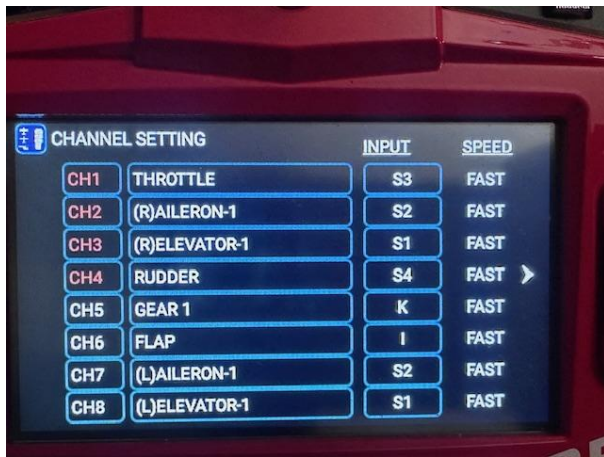 CHANNEL SETTING
INPUT SPEED
CH1 THROTTLE S3 FAST
CH2 (R)AILERON-1 S2 FAST
CH3 (R)ELEVATOR-1 S1 FAST
CH4 RUDDER S4 FAST
CH5 GEAR 1 K FAST
CH6 FLAP I FAST
CH7 (L)AILERON-1 S2 FAST
CH8 (L)ELEVATOR-1 S1 FAST